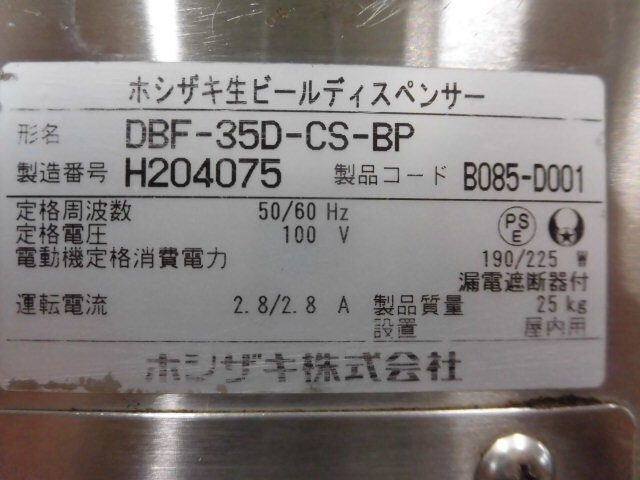 ホシザキ生ビールディスペンサー
形名 DBF-35D-CS-BP
製造番号 H204075 製品コード B085-D001
定格周波数 50/60 Hz
定格電圧 100 V
PS E
電動機定格消費電力 190/225 W
漏電遮断器付
運転電流 2.8/2.8 A 製品質量 25 kg
設置 屋内用
ホシザキ株式会社